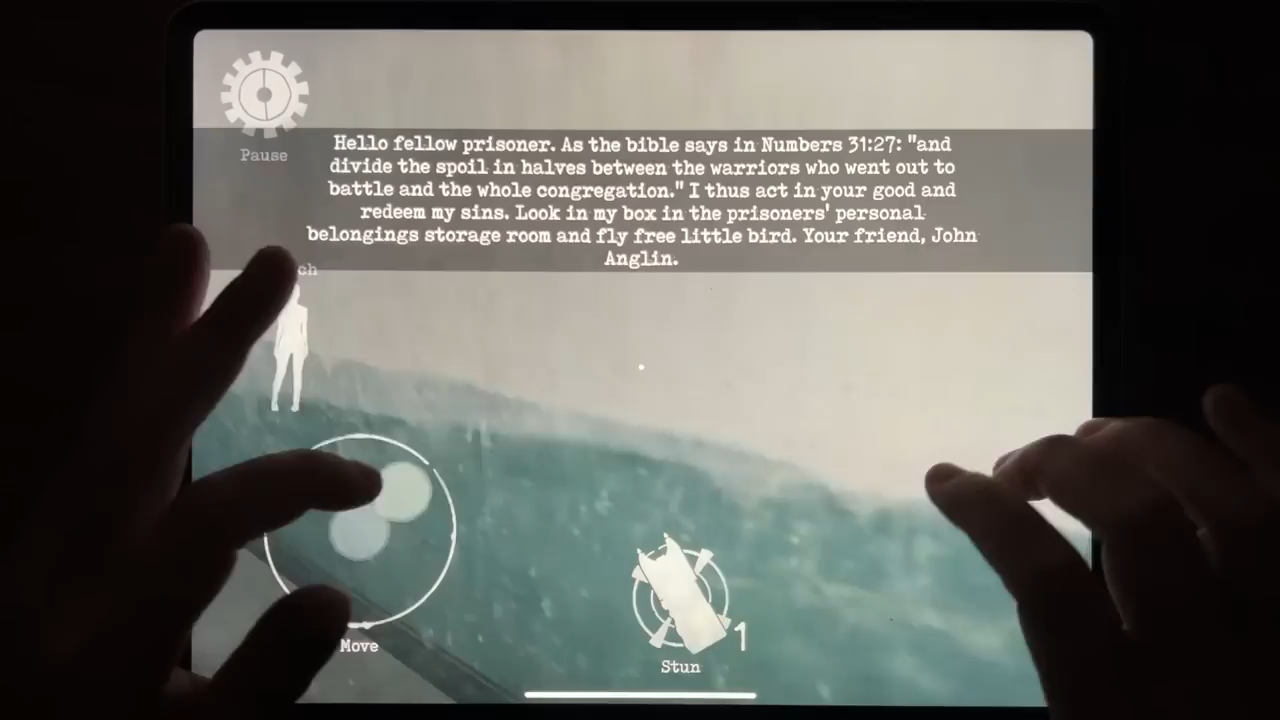 Pause
Hello fellow prisoner. As the bible says in Numbers 31:27: "and
divide the spoil in halves between the warriors who went out to
battle and the whole congregation." I thus act in your good and
redeem my sins. Look in my box in the prisoners' personal
belongings storage room and fly free little bird. Your friend, John
Anglin.
ch
Move
1
Stun